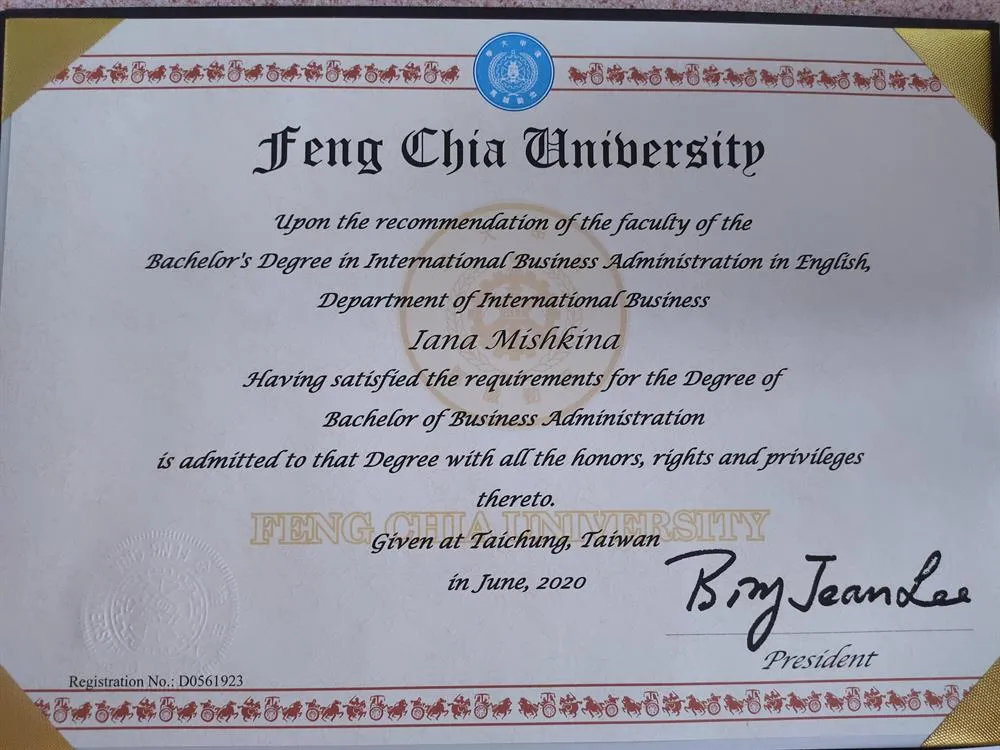 Feng Chia University
Upon the recommendation of the faculty of the
Bachelor's Degree in International Business Administration in English,
Department of International Business
Iana Mishkina
Having satisfied the requirements for the Degree of
Bachelor of Business Administration
is admitted to that Degree with all the honors, rights and privileges
thereto.
FENG CHIA UNIVERSITY
Given at Taichung, Taiwan
in June, 2020
Bing Jean Lee
President
Registration No.: D0561923